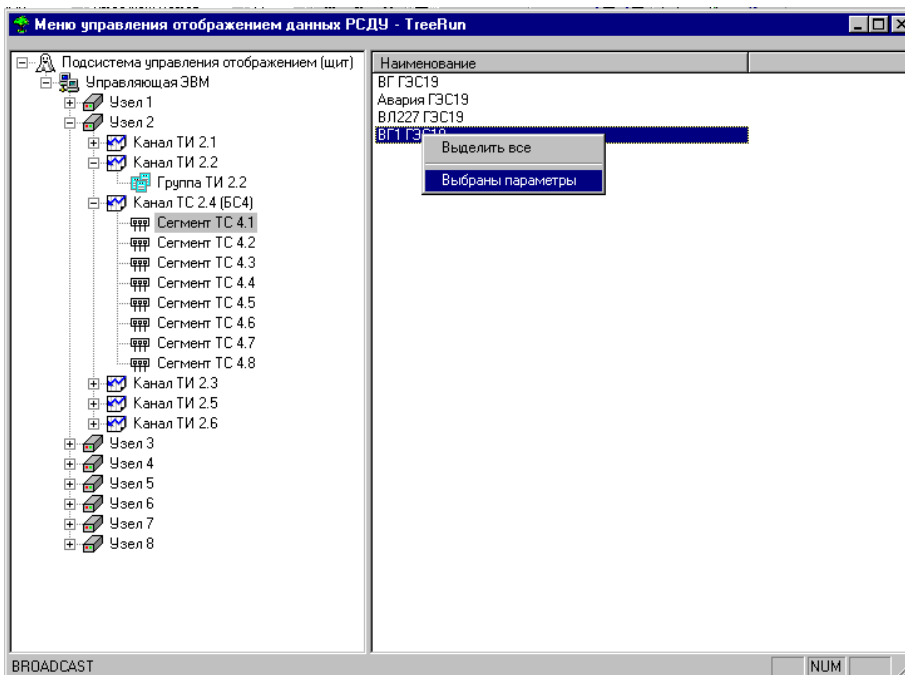 Меню управления отображением данных РСДУ - TreeRun
Подсистема управления отображением (щит)
Управляющая ЭВМ
Узел 1
Узел 2
Канал ТИ 2.1
Канал ТИ 2.2
Группа ТИ 2.2
Канал ТС 2.4 (БС4)
Сегмент ТС 4.1
Сегмент ТС 4.2
Сегмент ТС 4.3
Сегмент ТС 4.4
Сегмент ТС 4.5
Сегмент ТС 4.6
Сегмент ТС 4.7
Сегмент ТС 4.8
Канал ТИ 2.3
Канал ТИ 2.5
Канал ТИ 2.6
Узел 3
Узел 4
Узел 5
Узел 6
Узел 7
Узел 8
Наименование
ВГ ГЭС19
Авария ГЭС19
ВЛ227 ГЭС19
ВГ1 ГЭС19
Выделить все
Выбраны параметры
BROADCAST
NUM